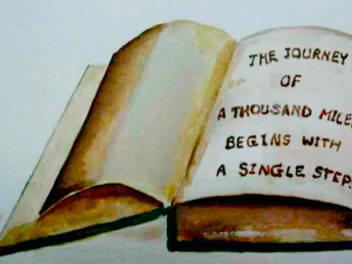 THE JOURNEY
OF
A THOUSAND MILE
BEGINS WITH
A SINGLE STEP.